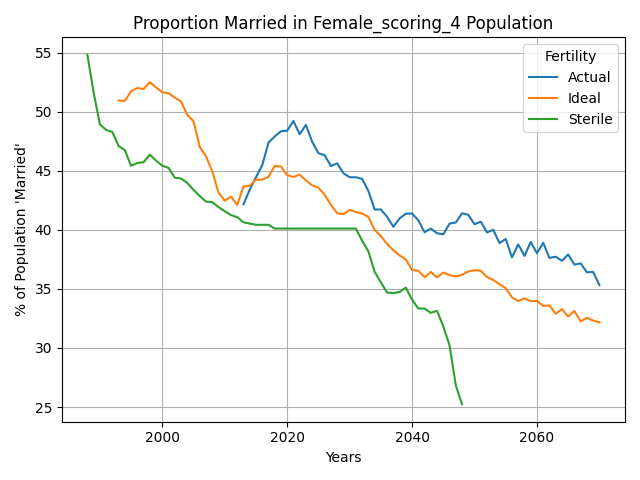 Proportion Married in Female_scoring_4 Population
% of Population 'Married'
55
50
45
40
35
30
25
Fertility
Actual
Ideal
Sterile
2000 2020 2040 2060
Years